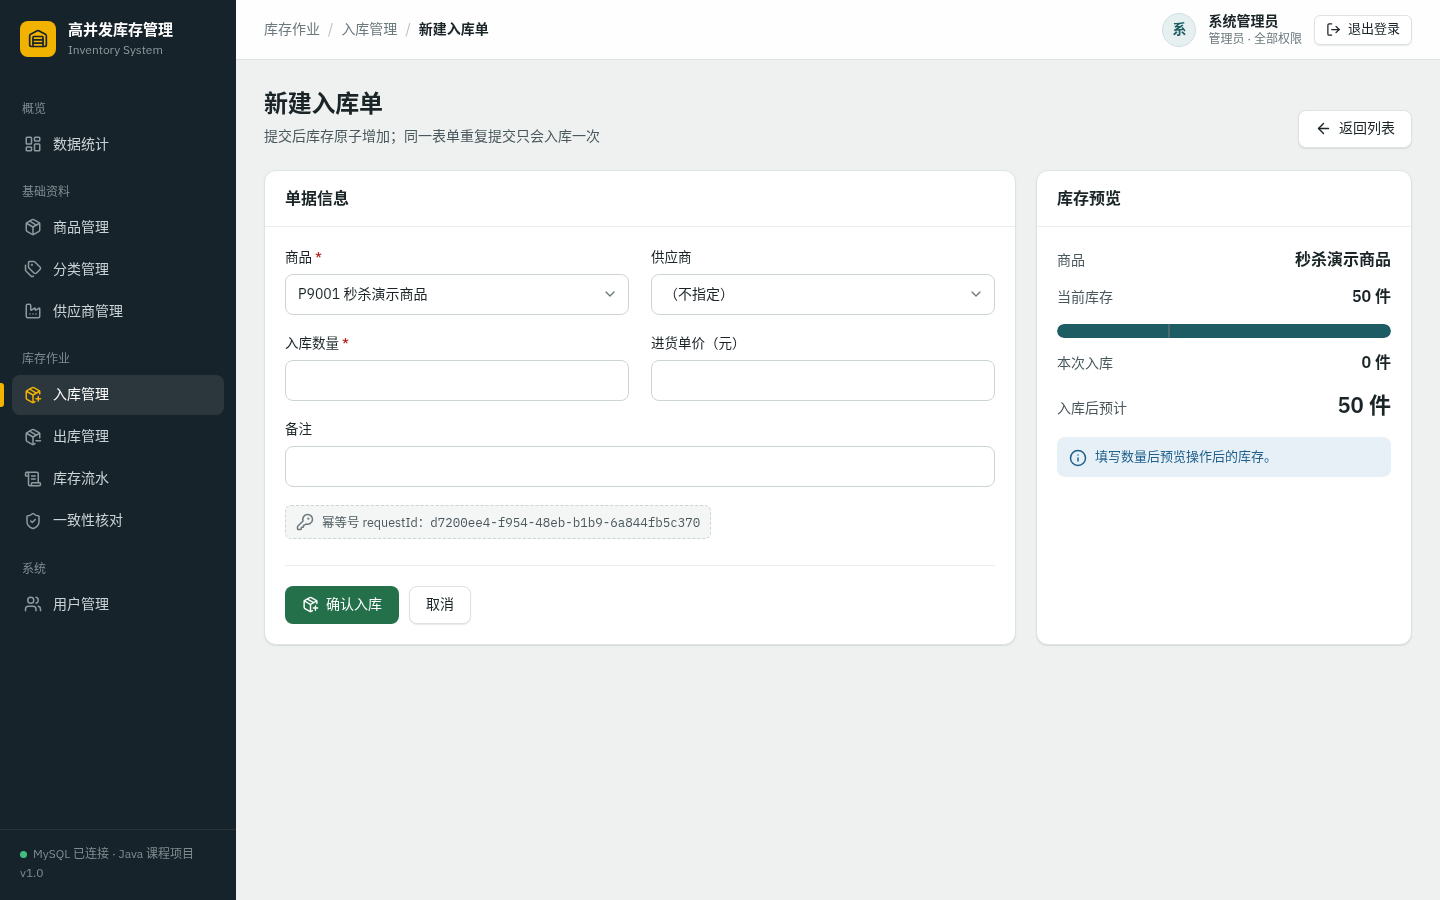 高并发库存管理
Inventory System
概览
数据统计
基础资料
商品管理
分类管理
供应商管理
库存作业
入库管理
出库管理
库存流水
一致性核对
系统
用户管理
MySQL 已连接 · Java 课程项目
v1.0
库存作业 / 入库管理 / 新建入库单
系
系统管理员
管理员 · 全部权限
退出登录
新建入库单
提交后库存原子增加；同一表单重复提交只会入库一次
返回列表
单据信息
商品 *
P9001 秒杀演示商品
供应商
（不指定）
入库数量 *
进货单价（元）
备注
幂等号 requestId：d7200ee4-f954-48eb-b1b9-6a844fb5c370
确认入库
取消
库存预览
商品 秒杀演示商品
当前库存 50 件
本次入库 0 件
入库后预计 50 件
填写数量后预览操作后的库存。